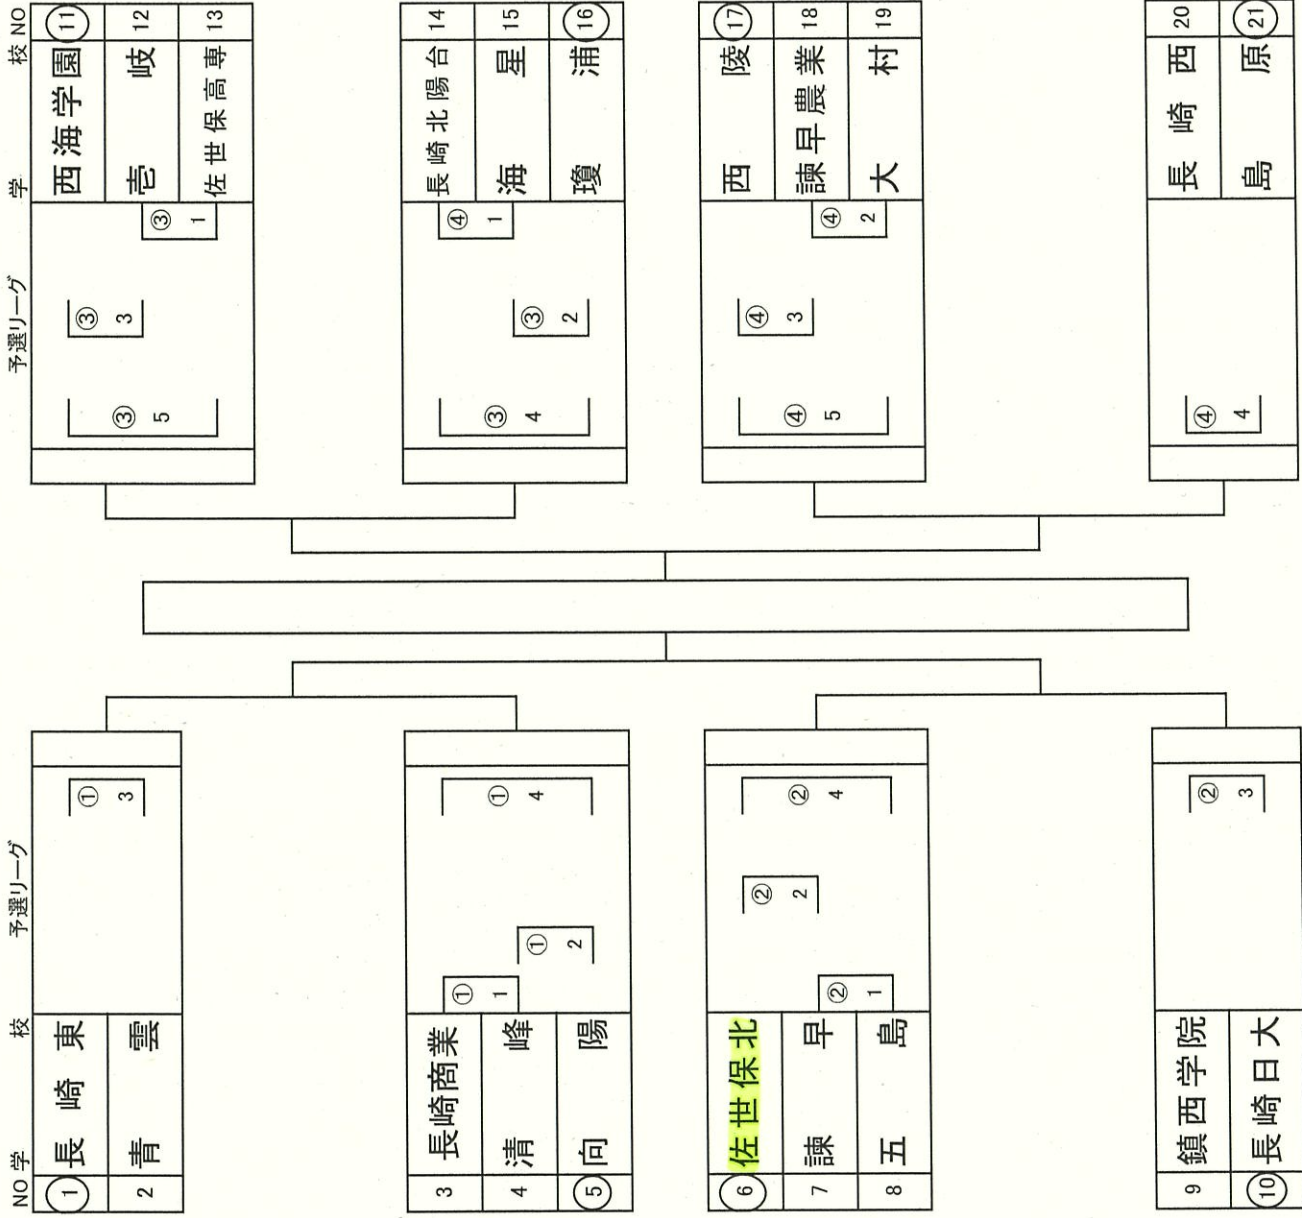 NO 学 校 予選リーグ
① 長崎東
2 青雲
① 3
3 長崎商業
4 清峰
⑤ 向陽
① 1
① 2
① 4
⑥ 佐世保北
7 諫早
8 五島
② 1
② 2
② 4
9 鎮西学院
⑩ 長崎日大
② 3
予選リーグ 学 校 NO
西海学園 ⑪
壱岐 12
佐世保高専 13
③ 5
③ 3
③ 1
長崎北陽台 14
海星 15
瓊浦 ⑯
③ 4
③ 2
④ 1
西陵 ⑰
諫早農業 18
大村 19
④ 5
④ 3
④ 2
長崎西 20
島原 ㉑
④ 4